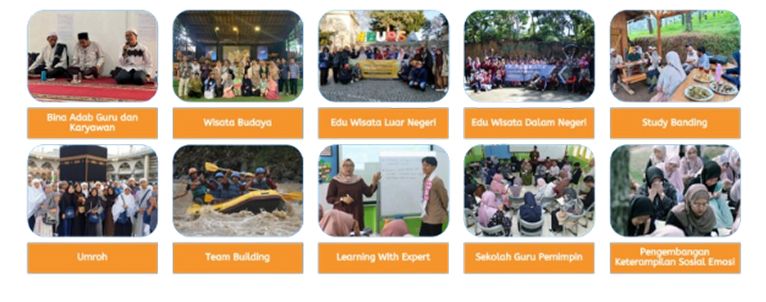 Bina Adab Guru dan
Karyawan
Wisata Budaya
Edu Wisata Luar Negeri
Edu Wisata Dalam Negeri
Study Banding
Umroh
Team Building
Learning With Expert
Sekolah Guru Pemimpin
Pengembangan
Keterampilan Sosial Emosi